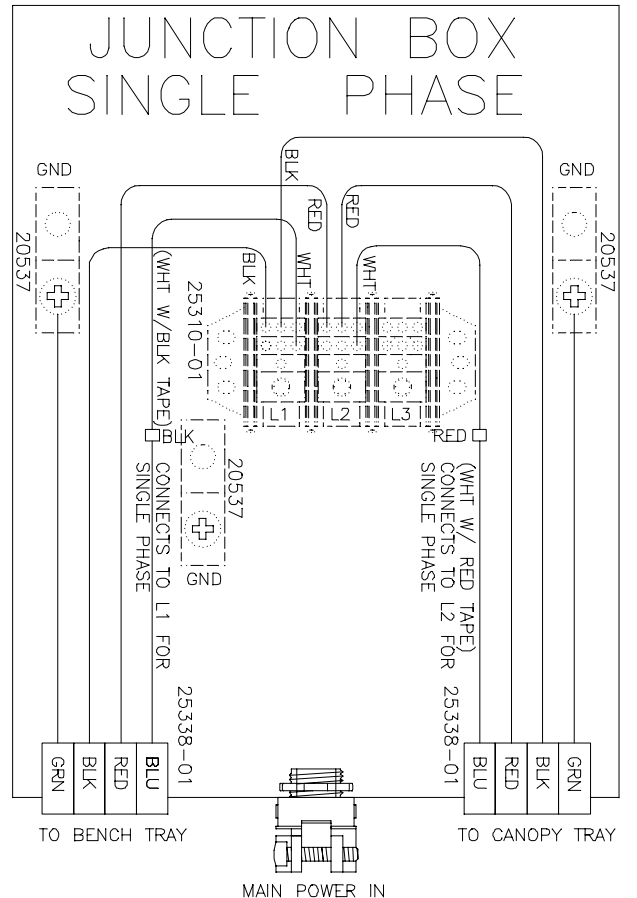 JUNCTION BOX
SINGLE PHASE
GND
20537
GND
20537
BLK
RED
RED
BLK
WHT
WHT
(WHT W/BLK TAPE)
25310-01
L1
L2
L3
BLK
RED
20537
GND
CONNECTS TO L1 FOR
SINGLE PHASE
(WHT W/ RED TAPE)
CONNECTS TO L2 FOR
SINGLE PHASE
25338-01
25338-01
GRN
BLK
RED
BLU
BLU
RED
BLK
GRN
TO BENCH TRAY
TO CANOPY TRAY
MAIN POWER IN